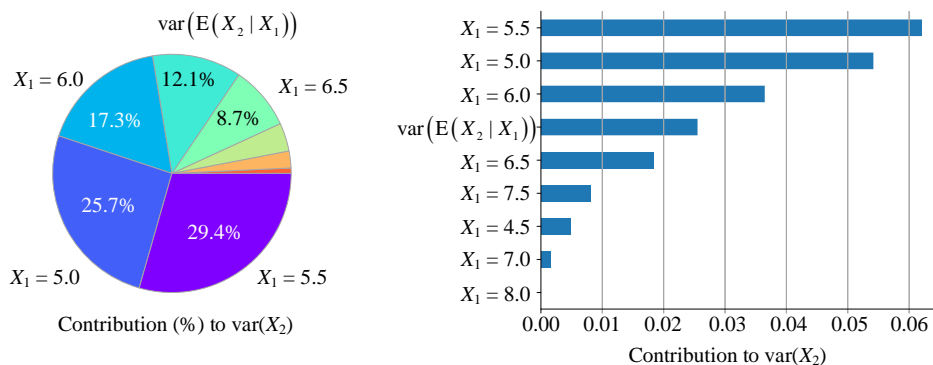 var(E(X₂ | X₁))
X₁ = 6.0
12.1%
X₁ = 6.5
8.7%
17.3%
25.7%
29.4%
X₁ = 5.0
X₁ = 5.5
Contribution (%) to var(X₂)
X₁ = 5.5
X₁ = 5.0
X₁ = 6.0
var(E(X₂ | X₁))
X₁ = 6.5
X₁ = 7.5
X₁ = 4.5
X₁ = 7.0
X₁ = 8.0
0.00 0.01 0.02 0.03 0.04 0.05 0.06
Contribution to var(X₂)